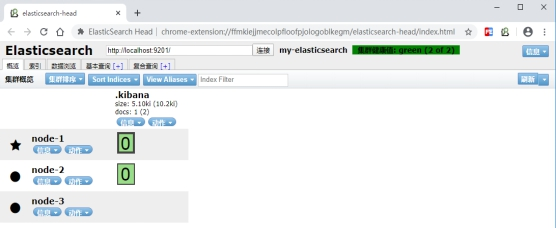 elasticsearch-head
ElasticSearch Head | chrome-extension://ffmkiejjmecolpfloofpjologoblkegm/elasticsearch-head/index.html
Elasticsearch http://localhost:9201/ 连接 my-elasticsearch 集群健康值: green (2 of 2) 信息
概览 索引 数据浏览 基本查询 [+] 复合查询 [+]
集群概览 集群排序 Sort Indices View Aliases Index Filter 刷新
.kibana
size: 5.10ki (10.2ki)
docs: 1 (2)
信息 动作
node-1
信息 动作
0
node-2
信息 动作
0
node-3
信息 动作